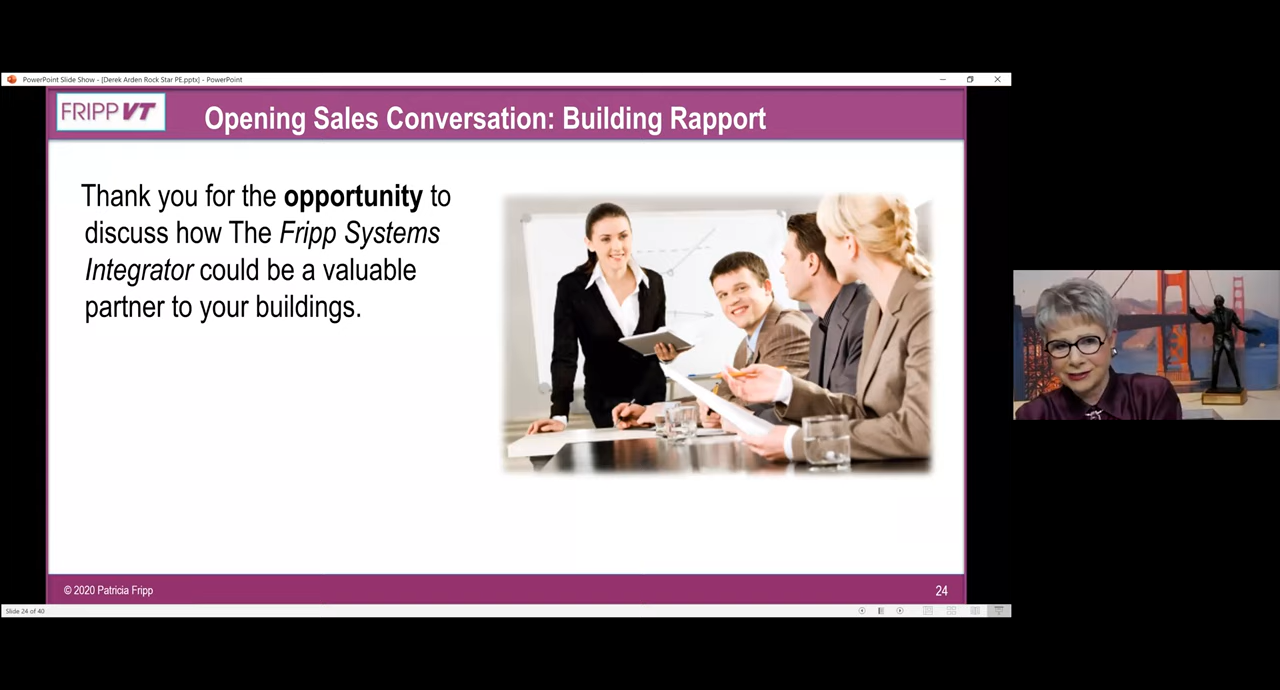 PowerPoint Slide Show - [Derek Arden Rock Star PE.pptx] - PowerPoint
FRIPP VT
Opening Sales Conversation: Building Rapport
Thank you for the opportunity to
discuss how The Fripp Systems
Integrator could be a valuable
partner to your buildings.
© 2020 Patricia Fripp
24
Slide 24 of 40